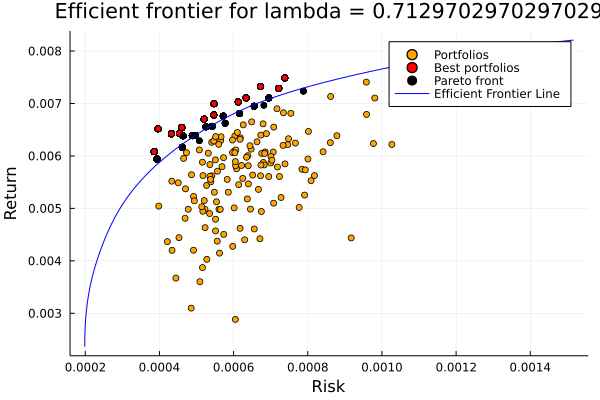 Efficient frontier for lambda = 0.7129702970297029
Portfolios
Best portfolios
Pareto front
Efficient Frontier Line
Return
0.008
0.007
0.006
0.005
0.004
0.003
0.0002 0.0004 0.0006 0.0008 0.0010 0.0012 0.0014
Risk